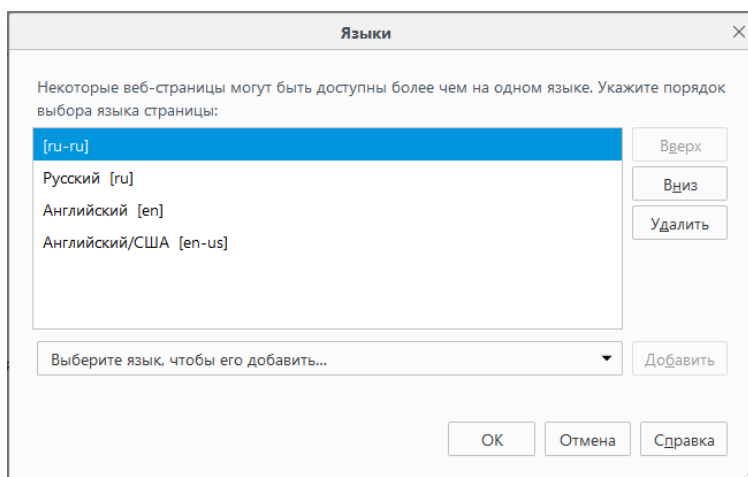 Языки
Некоторые веб-страницы могут быть доступны более чем на одном языке. Укажите порядок
выбора языка страницы:
[ru-ru]
Вверх
Русский [ru]
Вниз
Английский [en]
Удалить
Английский/США [en-us]
Выберите язык, чтобы его добавить...
Добавить
ОК
Отмена
Справка